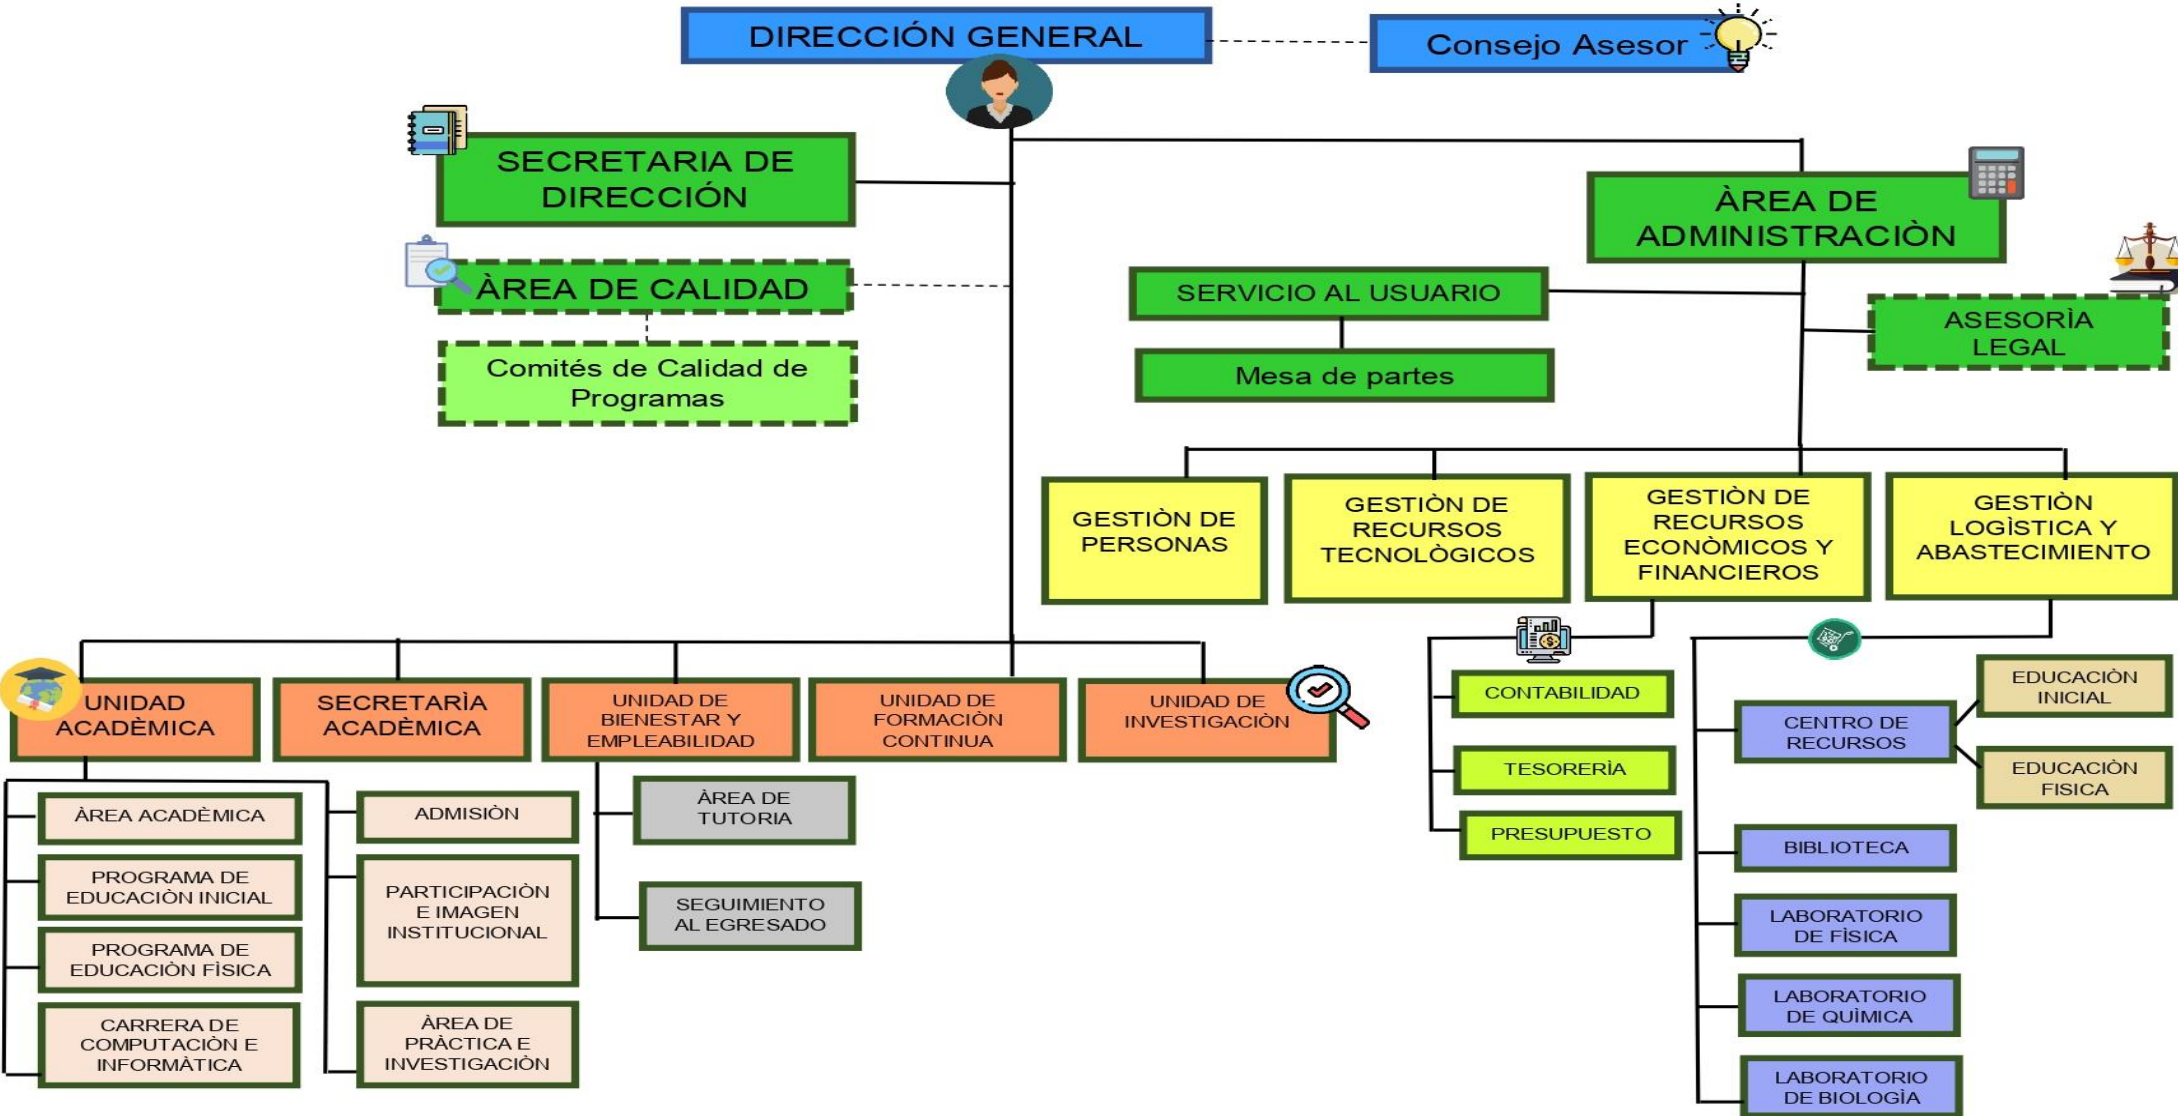 DIRECCIÓN GENERAL
Consejo Asesor
SECRETARIA DE
DIRECCIÓN
ÀREA DE
ADMINISTRACIÒN
ÀREA DE CALIDAD
SERVICIO AL USUARIO
ASESORÌA
LEGAL
Comités de Calidad de
Programas
Mesa de partes
GESTIÒN DE
PERSONAS
GESTIÒN DE
RECURSOS
TECNOLÒGICOS
GESTIÒN DE
RECURSOS
ECONÒMICOS Y
FINANCIEROS
GESTIÒN
LOGÌSTICA Y
ABASTECIMIENTO
UNIDAD
ACADÈMICA
SECRETARÌA
ACADÈMICA
UNIDAD DE
BIENESTAR Y
EMPLEABILIDAD
UNIDAD DE
FORMACIÒN
CONTINUA
UNIDAD DE
INVESTIGACIÒN
CONTABILIDAD
TESORERÌA
PRESUPUESTO
CENTRO DE
RECURSOS
EDUCACIÒN
INICIAL
EDUCACIÒN
FISICA
BIBLIOTECA
LABORATORIO
DE FÌSICA
LABORATORIO
DE QUÌMICA
LABORATORIO
DE BIOLOGÌA
ÀREA ACADÈMICA
PROGRAMA DE
EDUCACIÒN INICIAL
PROGRAMA DE
EDUCACIÒN FÌSICA
CARRERA DE
COMPUTACIÒN E
INFORMÀTICA
ADMISIÒN
PARTICIPACIÒN
E IMAGEN
INSTITUCIONAL
ÀREA DE
PRÀCTICA E
INVESTIGACIÒN
ÀREA DE
TUTORIA
SEGUIMIENTO
AL EGRESADO